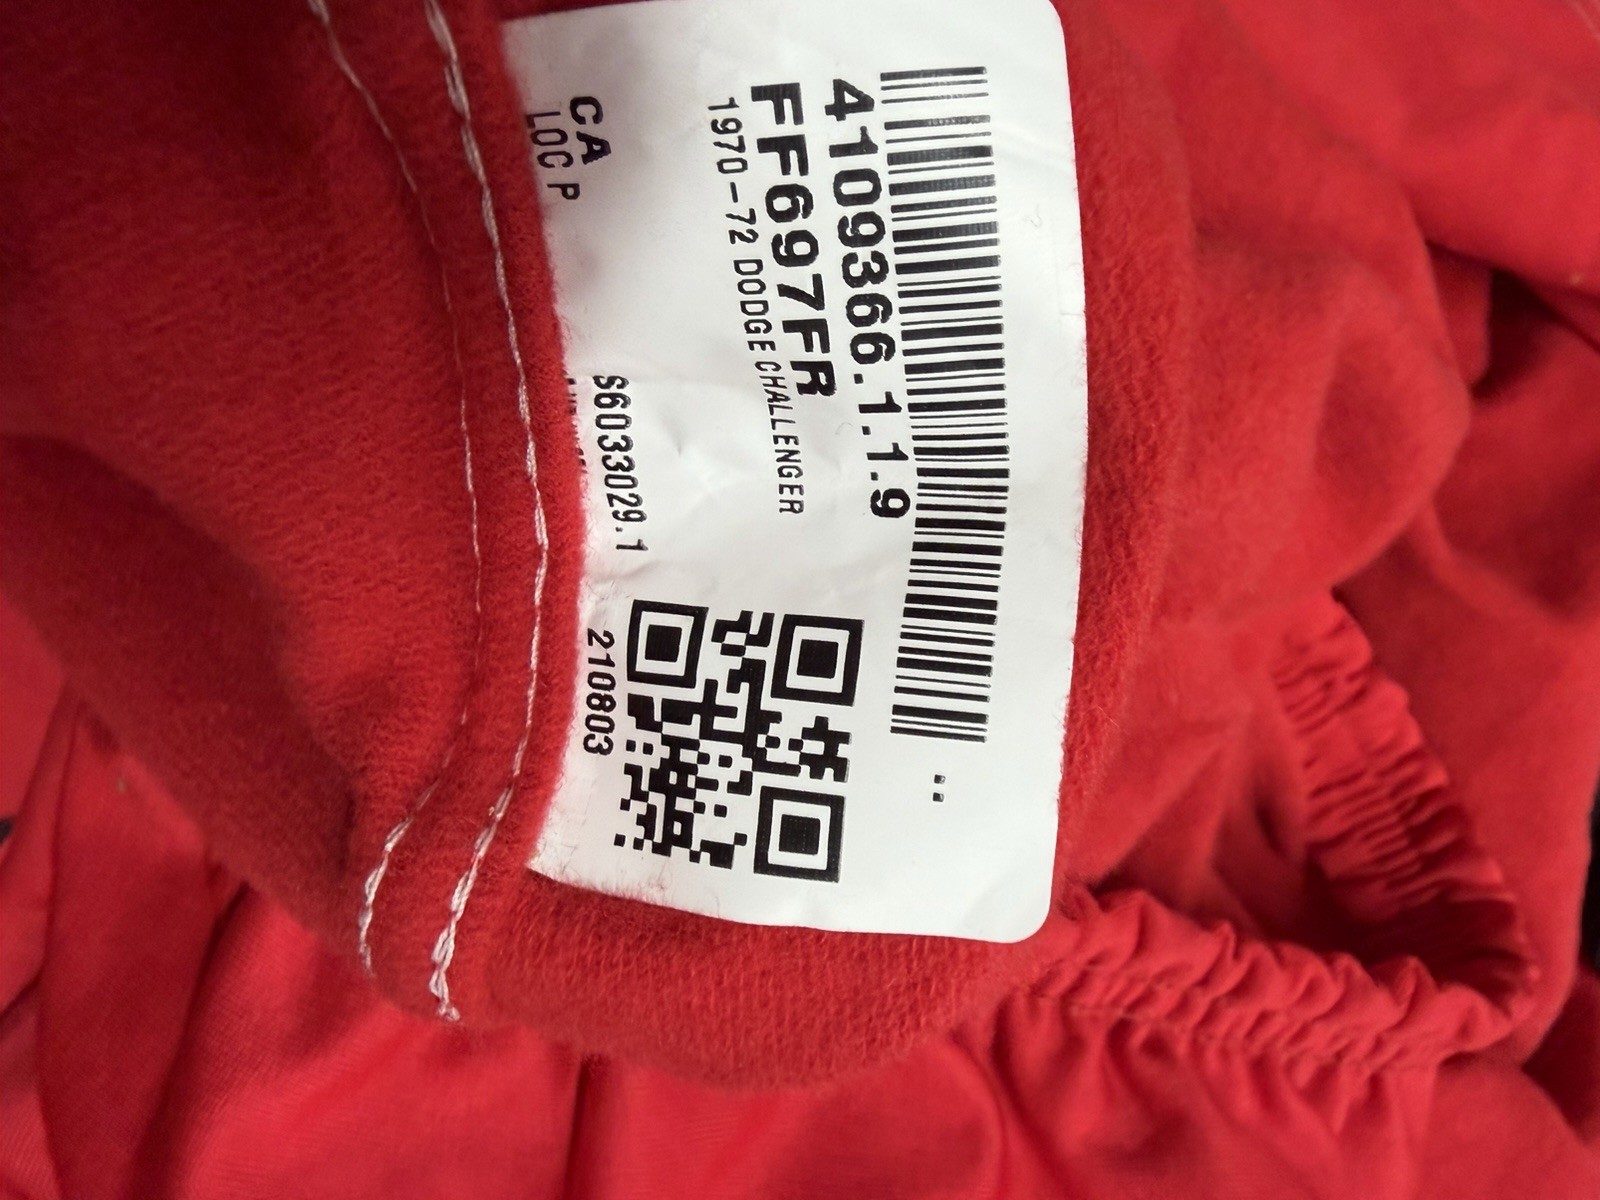 4109366.1.1.9
FF697FR
1970-72 DODGE CHALLENGER
CA
LOC P
S6033029.1
210803